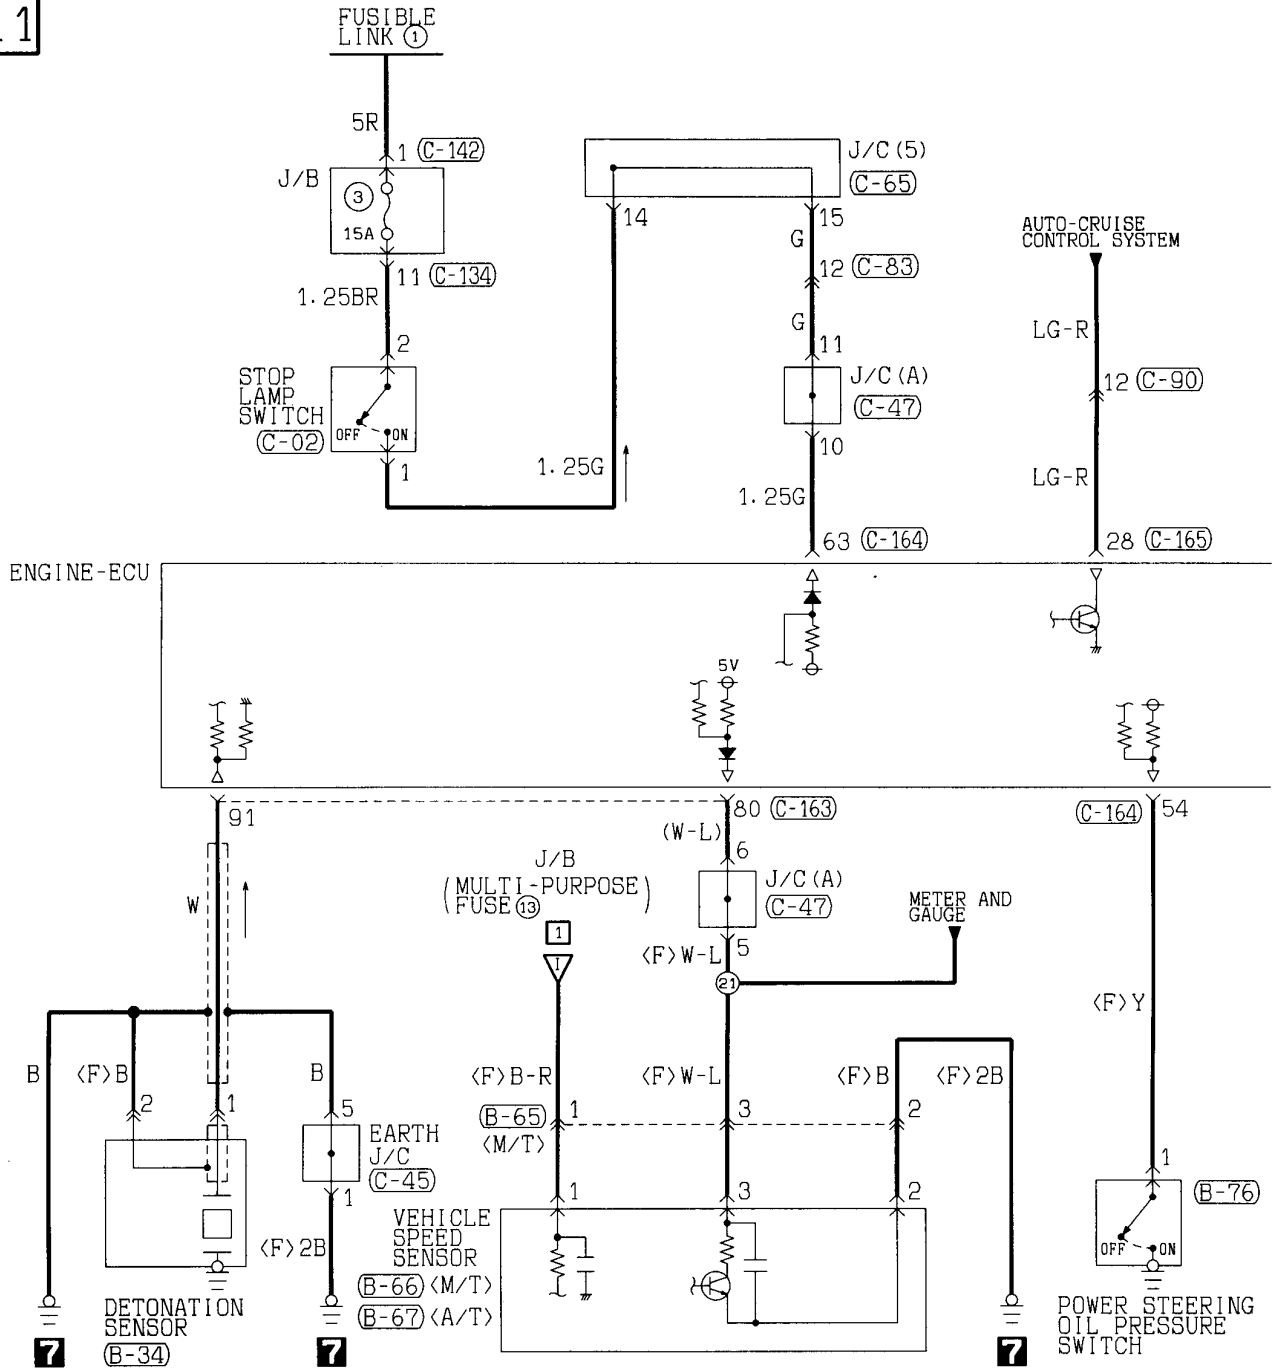 11
FUSIBLE
LINK ①
5R
1 (C-142)
J/B
③
15A
11 (C-134)
1.25BR
2
STOP
LAMP
SWITCH
(C-02)
OFF ON
1
1.25G
J/C(5)
(C-65)
14
15
G
12 (C-83)
G
11
J/C(A)
(C-47)
10
1.25G
63 (C-164)
AUTO-CRUISE
CONTROL SYSTEM
LG-R
12 (C-90)
LG-R
28 (C-165)
ENGINE-ECU
5V
91
80 (C-163)
(C-164) 54
(W-L)
6
J/C(A)
(C-47)
5
<F>W-L
21
METER AND
GAUGE
J/B
(MULTI-PURPOSE)
FUSE⑬
1
I
W
<F>Y
B
<F>B
B
<F>B-R
<F>W-L
<F>B
<F>2B
2
1
5
(B-65)
<M/T>
1
3
2
EARTH
J/C
(C-45)
1
<F>2B
1
3
2
1
(B-76)
OFF ON
VEHICLE
SPEED
SENSOR
(B-66)<M/T>
(B-67)<A/T>
DETONATION
SENSOR
(B-34)
POWER STEERING
OIL PRESSURE
SWITCH
7
7
7